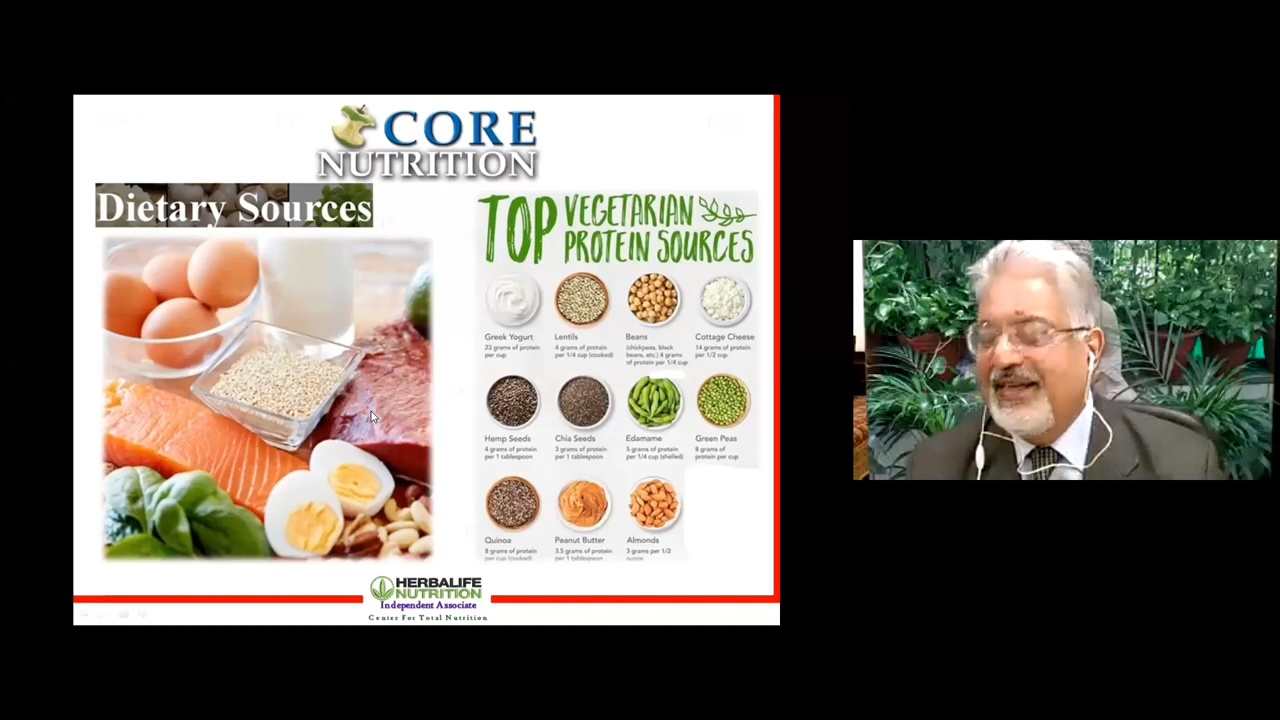 CORE
NUTRITION
Dietary Sources
TOP VEGETARIAN
PROTEIN SOURCES
Greek Yogurt
23 grams of protein
per cup
Lentils
4 grams of protein
per 1/4 cup (cooked)
Beans
(chickpeas, black
beans, etc.) 4 grams
of protein per 1/4 cup
Cottage Cheese
14 grams of protein
per 1/2 cup
Hemp Seeds
4 grams of protein
per 1 tablespoon
Chia Seeds
3 grams of protein
per 1 tablespoon
Edamame
5 grams of protein
per 1/4 cup (shelled)
Green Peas
8 grams of
protein per cup
Quinoa
8 grams of protein
per cup (cooked)
Peanut Butter
3.5 grams of protein
per 1 tablespoon
Almonds
3 grams per 1/2
ounce
HERBALIFE
NUTRITION
Independent Associate
Center For Total Nutrition